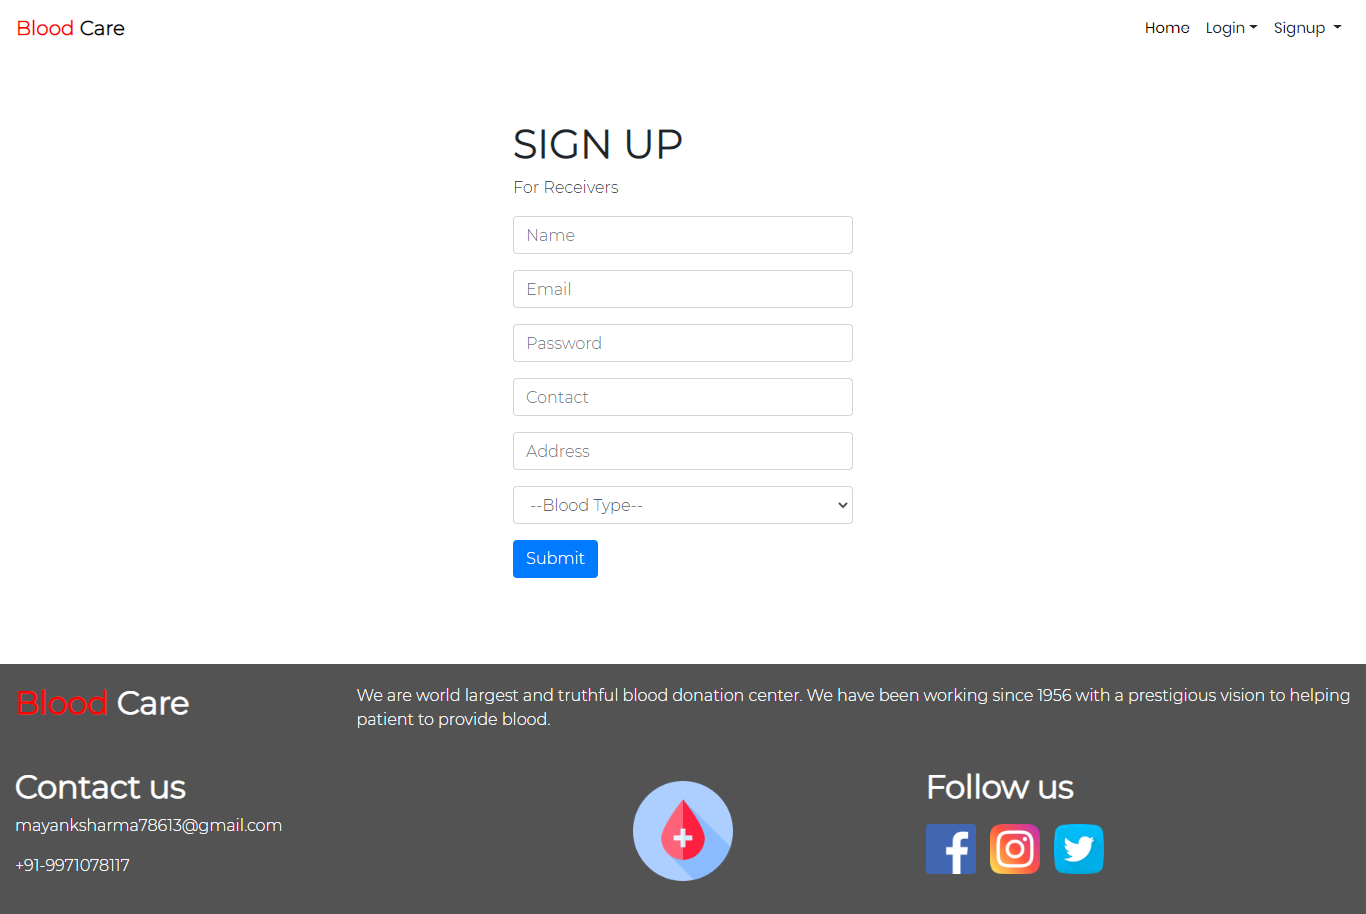 Blood Care
Home Login Signup
SIGN UP
For Receivers
Name
Email
Password
Contact
Address
--Blood Type--
Submit
Blood Care
We are world largest and truthful blood donation center. We have been working since 1956 with a prestigious vision to helping
patient to provide blood.
Contact us
mayanksharma78613@gmail.com
+91-9971078117
Follow us